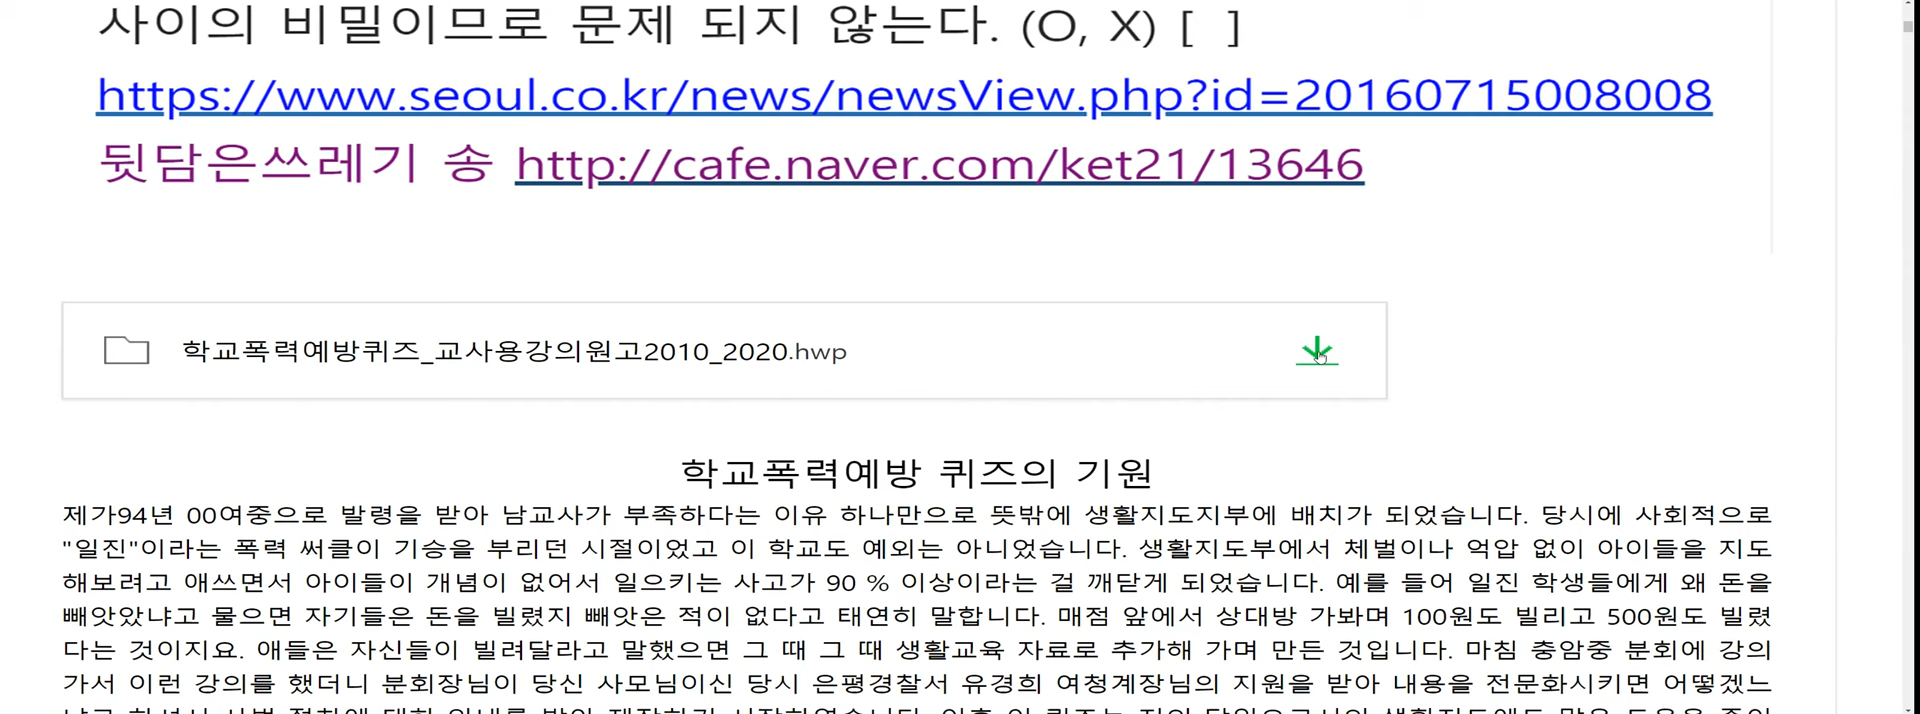 사이의 비밀이므로 문제 되지 않는다. (O, X) [  ]
https://www.seoul.co.kr/news/newsView.php?id=20160715008008
뒷담은쓰레기 송 http://cafe.naver.com/ket21/13646
학교폭력예방퀴즈_교사용강의원고2010_2020.hwp
학교폭력예방 퀴즈의 기원
제가94년 00여중으로 발령을 받아 남교사가 부족하다는 이유 하나만으로 뜻밖에 생활지도지부에 배치가 되었습니다. 당시에 사회적으로
"일진"이라는 폭력 써클이 기승을 부리던 시절이었고 이 학교도 예외는 아니었습니다. 생활지도부에서 체벌이나 억압 없이 아이들을 지도
해보려고 애쓰면서 아이들이 개념이 없어서 일으키는 사고가 90 % 이상이라는 걸 깨닫게 되었습니다. 예를 들어 일진 학생들에게 왜 돈을
빼앗았냐고 물으면 자기들은 돈을 빌렸지 빼앗은 적이 없다고 태연히 말합니다. 매점 앞에서 상대방 가봐며 100원도 빌리고 500원도 빌렸
다는 것이지요. 애들은 자신들이 빌려달라고 말했으면 그 때 그 때 생활교육 자료로 추가해 가며 만든 것입니다. 마침 충암중 분회에 강의
가서 이런 강의를 했더니 분회장님이 당신 사모님이신 당시 은평경찰서 유경희 여청계장님의 지원을 받아 내용을 전문화시키면 어떻겠느